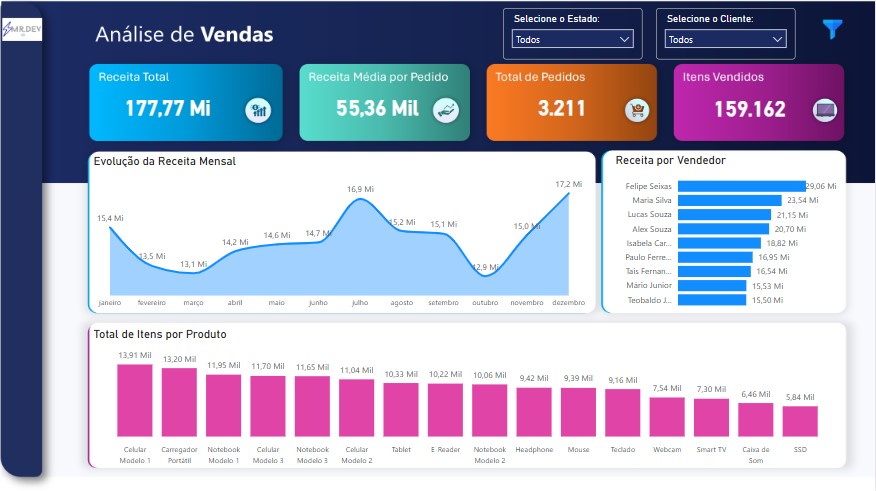 MR.DEV
Análise de Vendas
Selecione o Estado:
Todos
Selecione o Cliente:
Todos
Receita Total
177,77 Mi
Receita Média por Pedido
55,36 Mil
Total de Pedidos
3.211
Itens Vendidos
159.162
Evolução da Receita Mensal
15,4 Mi
13,5 Mi
13,1 Mi
14,2 Mi
14,6 Mi
14,7 Mi
16,9 Mi
15,2 Mi
15,1 Mi
12,9 Mi
15,0 Mi
17,2 Mi
janeiro
fevereiro
março
abril
maio
junho
julho
agosto
setembro
outubro
novembro
dezembro
Receita por Vendedor
Felipe Seixas 29,06 Mi
Maria Silva 23,54 Mi
Lucas Souza 21,15 Mi
Alex Souza 20,70 Mi
Isabela Car... 18,82 Mi
Paulo Ferre... 16,95 Mi
Tais Fernan... 16,54 Mi
Mário Junior 15,53 Mi
Teobaldo J... 15,50 Mi
Total de Itens por Produto
13,91 Mil
13,20 Mil
11,95 Mil
11,70 Mil
11,65 Mil
11,04 Mil
10,33 Mil
10,22 Mil
10,06 Mil
9,42 Mil
9,39 Mil
9,16 Mil
7,54 Mil
7,30 Mil
6,46 Mil
5,84 Mil
Celular
Modelo 1
Carregador
Portátil
Notebook
Modelo 1
Celular
Modelo 3
Notebook
Modelo 3
Celular
Modelo 2
Tablet
E-Reader
Notebook
Modelo 2
Headphone
Mouse
Teclado
Webcam
Smart TV
Caixa de
Som
SSD